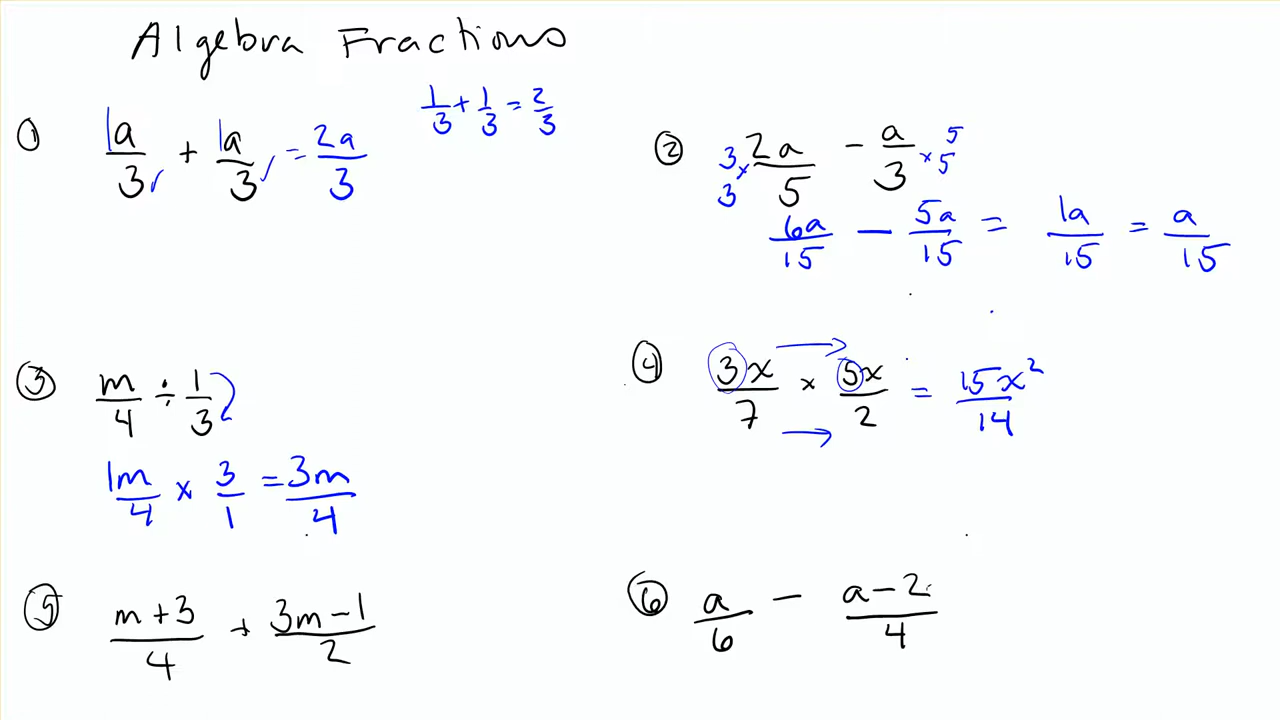 Algebra Fractions
① 1a/3 + 1a/3 = 2a/3
1/3 + 1/3 = 2/3
② 3/3 × 2a/5 − a/3 × 5/5
6a/15 − 5a/15 = 1a/15 = a/15
③ m/4 ÷ 1/3
1m/4 × 3/1 = 3m/4
④ 3x/7 × 5x/2 = 15x²/14
⑤ m+3/4 + 3m−1/2
⑥ a/6 − a−2/4